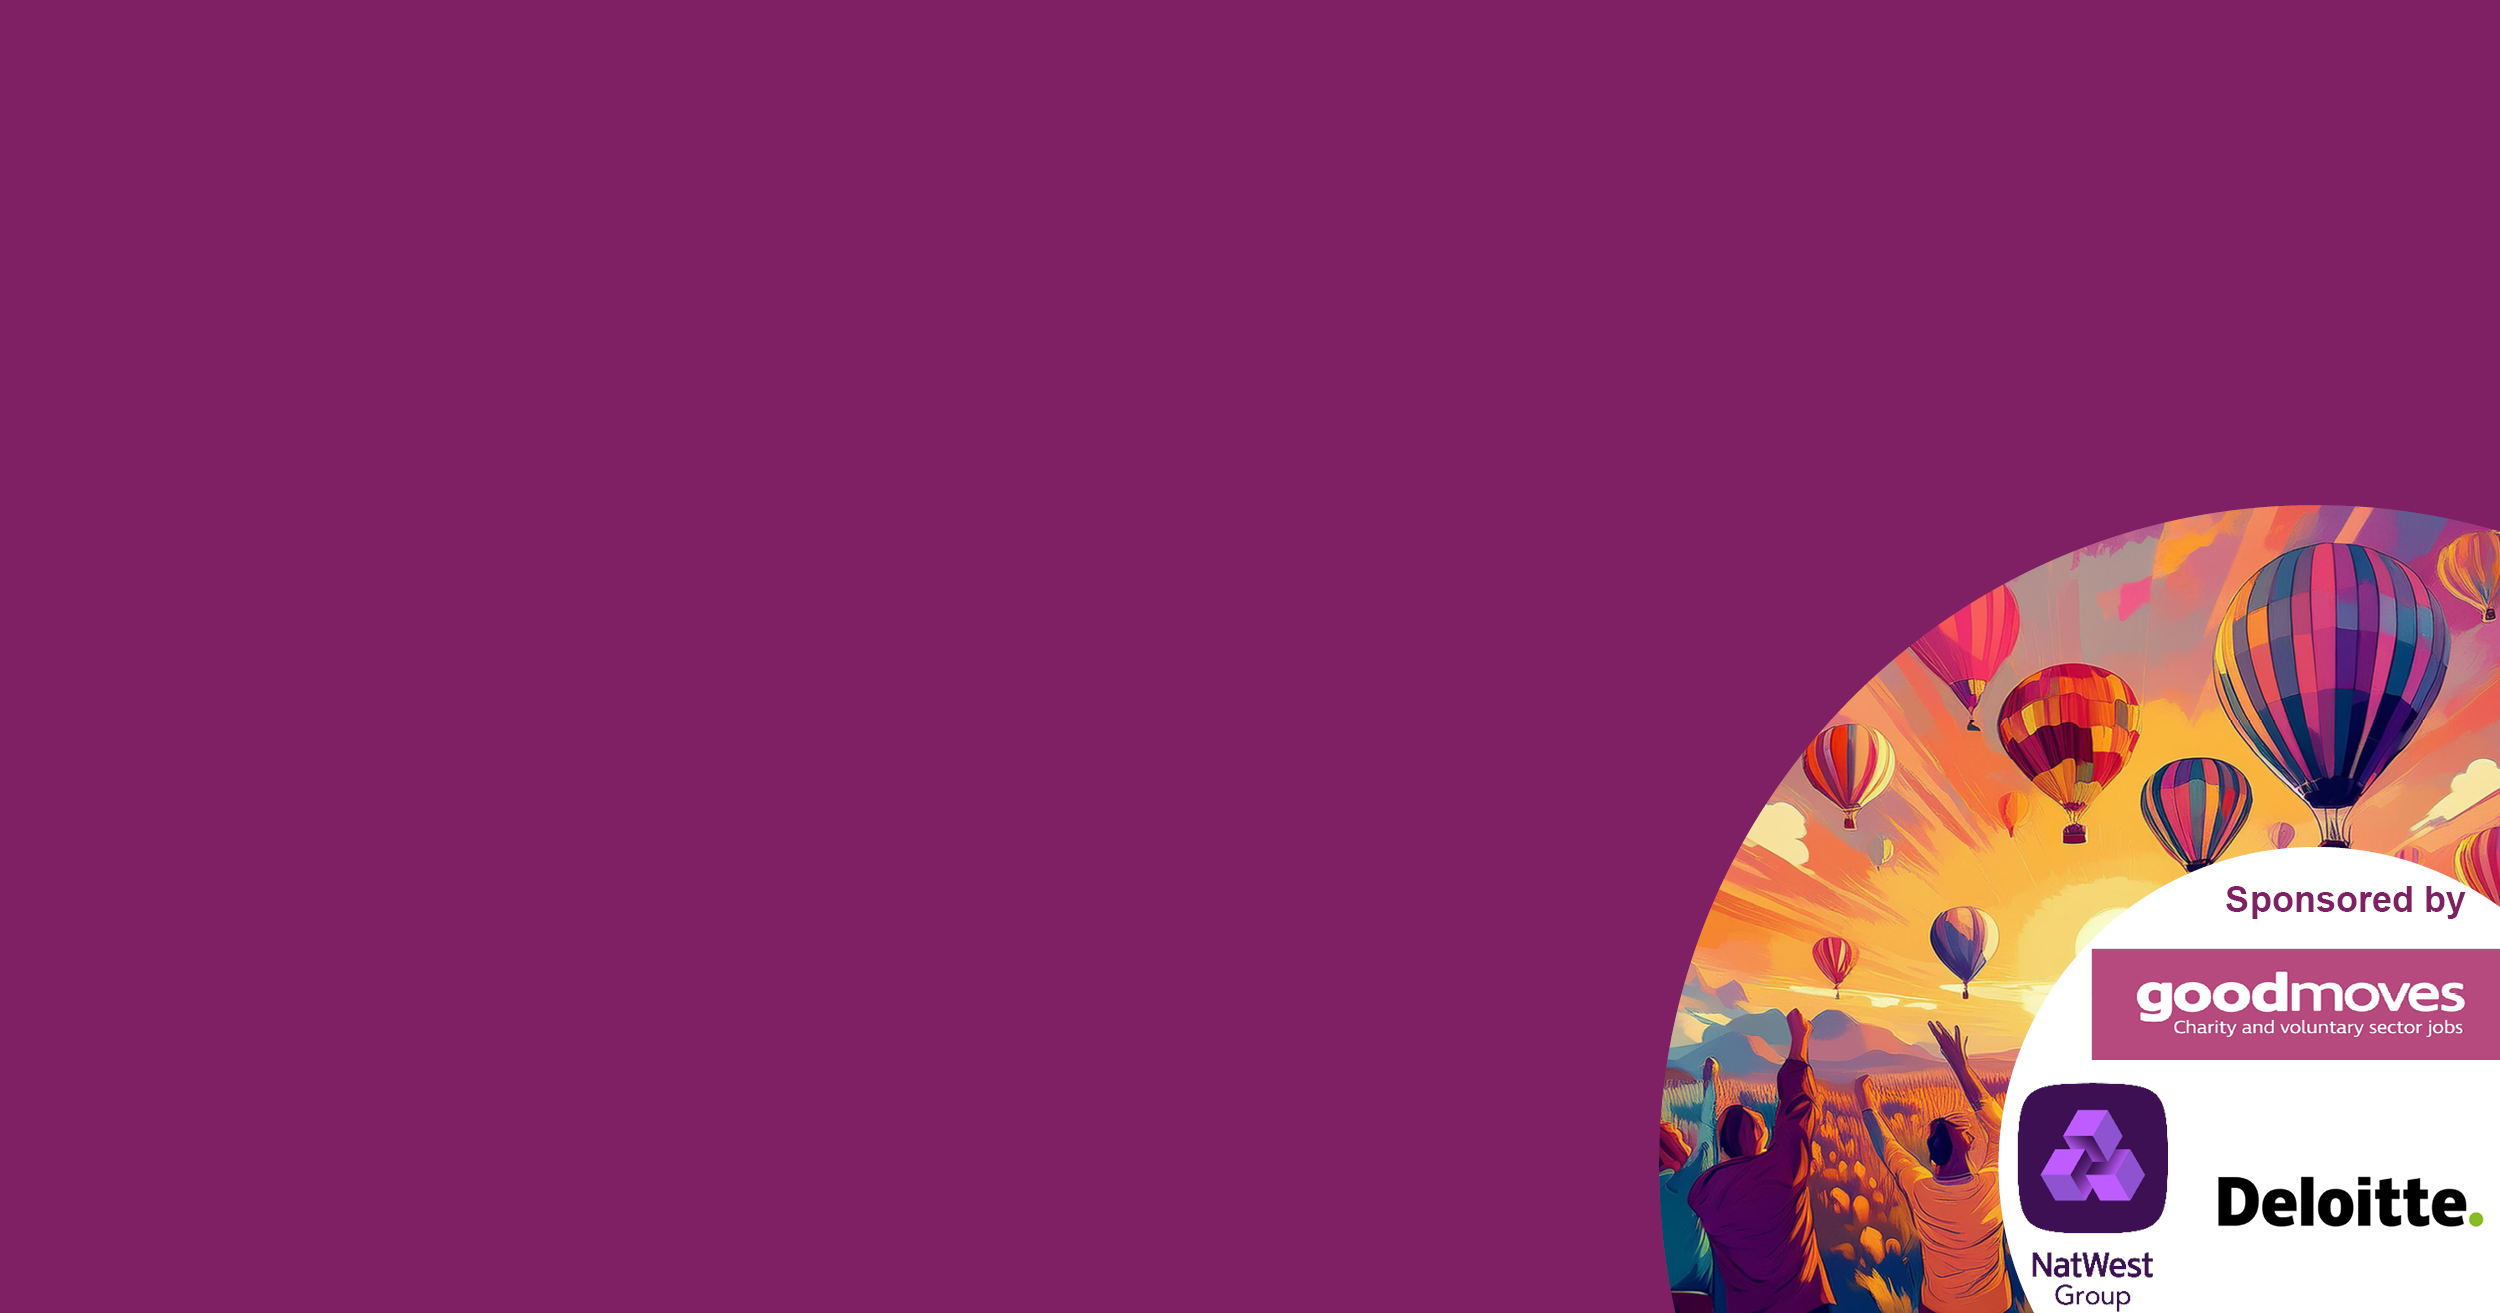 Sponsored by
goodmoves
Charity and voluntary sector jobs
NatWest
Group
Deloitte.